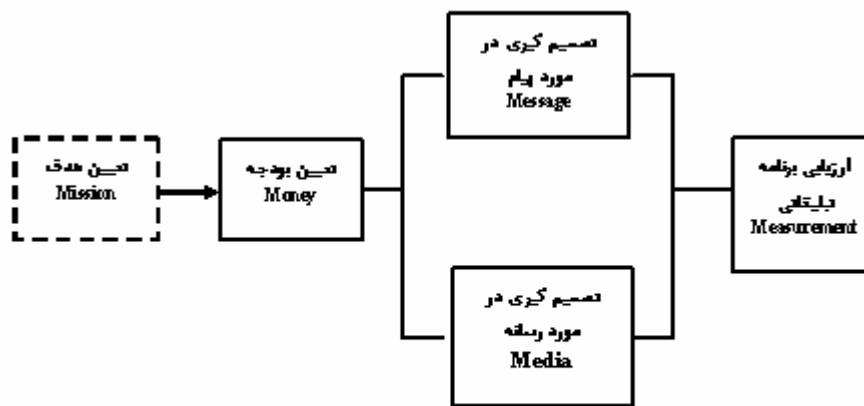 تعیین هدف
Mission
تعیین بودجه
Money
تصمیم گیری در
مورد پیام
Message
تصمیم گیری در
مورد رسانه
Media
ارزیابی برنامه
تبلیغاتی
Measurement